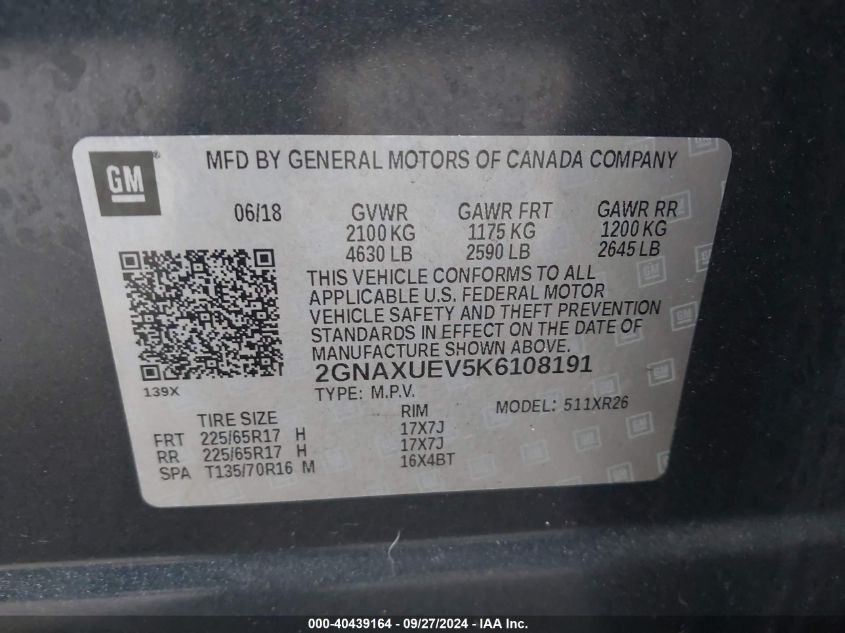 GM
®
MFD BY GENERAL MOTORS OF CANADA COMPANY
06/18 GVWR GAWR FRT GAWR RR
2100 KG 1175 KG 1200 KG
4630 LB 2590 LB 2645 LB
THIS VEHICLE CONFORMS TO ALL
APPLICABLE U.S. FEDERAL MOTOR
VEHICLE SAFETY AND THEFT PREVENTION
STANDARDS IN EFFECT ON THE DATE OF
MANUFACTURE SHOWN ABOVE.
2GNAXUEV5K6108191
139X
TYPE: M.P.V.
MODEL: 511XR26
TIRE SIZE RIM
FRT 225/65R17 H 17X7J
RR 225/65R17 H 17X7J
SPA T135/70R16 M 16X4BT
000-40439164 - 09/27/2024 - IAA Inc.